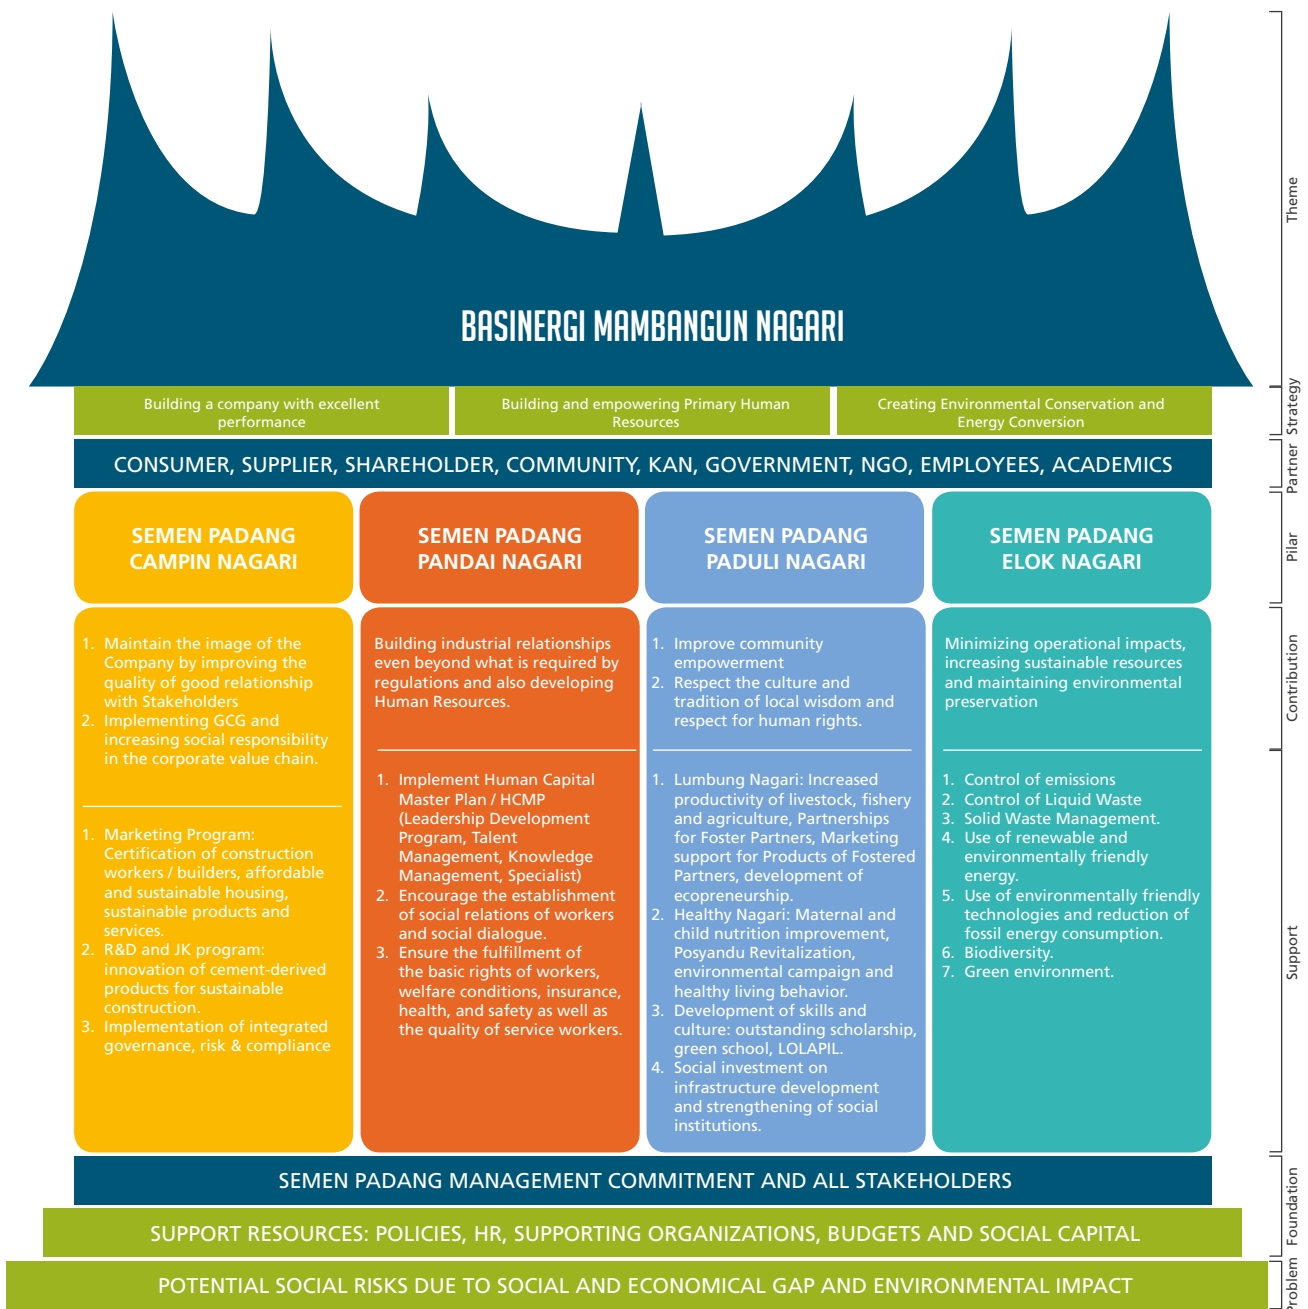 BASINERGI MAMBANGUN NAGARI
Building a company with excellent
performance
Building and empowering Primary Human
Resources
Creating Environmental Conservation and
Energy Conversion
CONSUMER, SUPPLIER, SHAREHOLDER, COMMUNITY, KAN, GOVERNMENT, NGO, EMPLOYEES, ACADEMICS
SEMEN PADANG
CAMPIN NAGARI
SEMEN PADANG
PANDAI NAGARI
SEMEN PADANG
PADULI NAGARI
SEMEN PADANG
ELOK NAGARI
1. Maintain the image of the
Company by improving the
quality of good relationship
with Stakeholders
2. Implementing GCG and
increasing social responsibility
in the corporate value chain.
1. Marketing Program:
Certification of construction
workers / builders, affordable
and sustainable housing,
sustainable products and
services.
2. R&D and JK program:
innovation of cement-derived
products for sustainable
construction.
3. Implementation of integrated
governance, risk & compliance
Building industrial relationships
even beyond what is required by
regulations and also developing
Human Resources.
1. Implement Human Capital
Master Plan / HCMP
(Leadership Development
Program, Talent
Management, Knowledge
Management, Specialist)
2. Encourage the establishment
of social relations of workers
and social dialogue.
3. Ensure the fulfillment of
the basic rights of workers,
welfare conditions, insurance,
health, and safety as well as
the quality of service workers.
1. Improve community
empowerment
2. Respect the culture and
tradition of local wisdom and
respect for human rights.
1. Lumbung Nagari: Increased
productivity of livestock, fishery
and agriculture, Partnerships
for Foster Partners, Marketing
support for Products of Fostered
Partners, development of
ecopreneurship.
2. Healthy Nagari: Maternal and
child nutrition improvement,
Posyandu Revitalization,
environmental campaign and
healthy living behavior.
3. Development of skills and
culture: outstanding scholarship,
green school, LOLAPIL.
4. Social investment on
infrastructure development
and strengthening of social
institutions.
Minimizing operational impacts,
increasing sustainable resources
and maintaining environmental
preservation
1. Control of emissions
2. Control of Liquid Waste
3. Solid Waste Management.
4. Use of renewable and
environmentally friendly
energy.
5. Use of environmentally friendly
technologies and reduction of
fossil energy consumption.
6. Biodiversity.
7. Green environment.
SEMEN PADANG MANAGEMENT COMMITMENT AND ALL STAKEHOLDERS
SUPPORT RESOURCES: POLICIES, HR, SUPPORTING ORGANIZATIONS, BUDGETS AND SOCIAL CAPITAL
POTENTIAL SOCIAL RISKS DUE TO SOCIAL AND ECONOMICAL GAP AND ENVIRONMENTAL IMPACT
Theme
Strategy
Partner
Pilar
Contribution
Support
Foundation
Problem